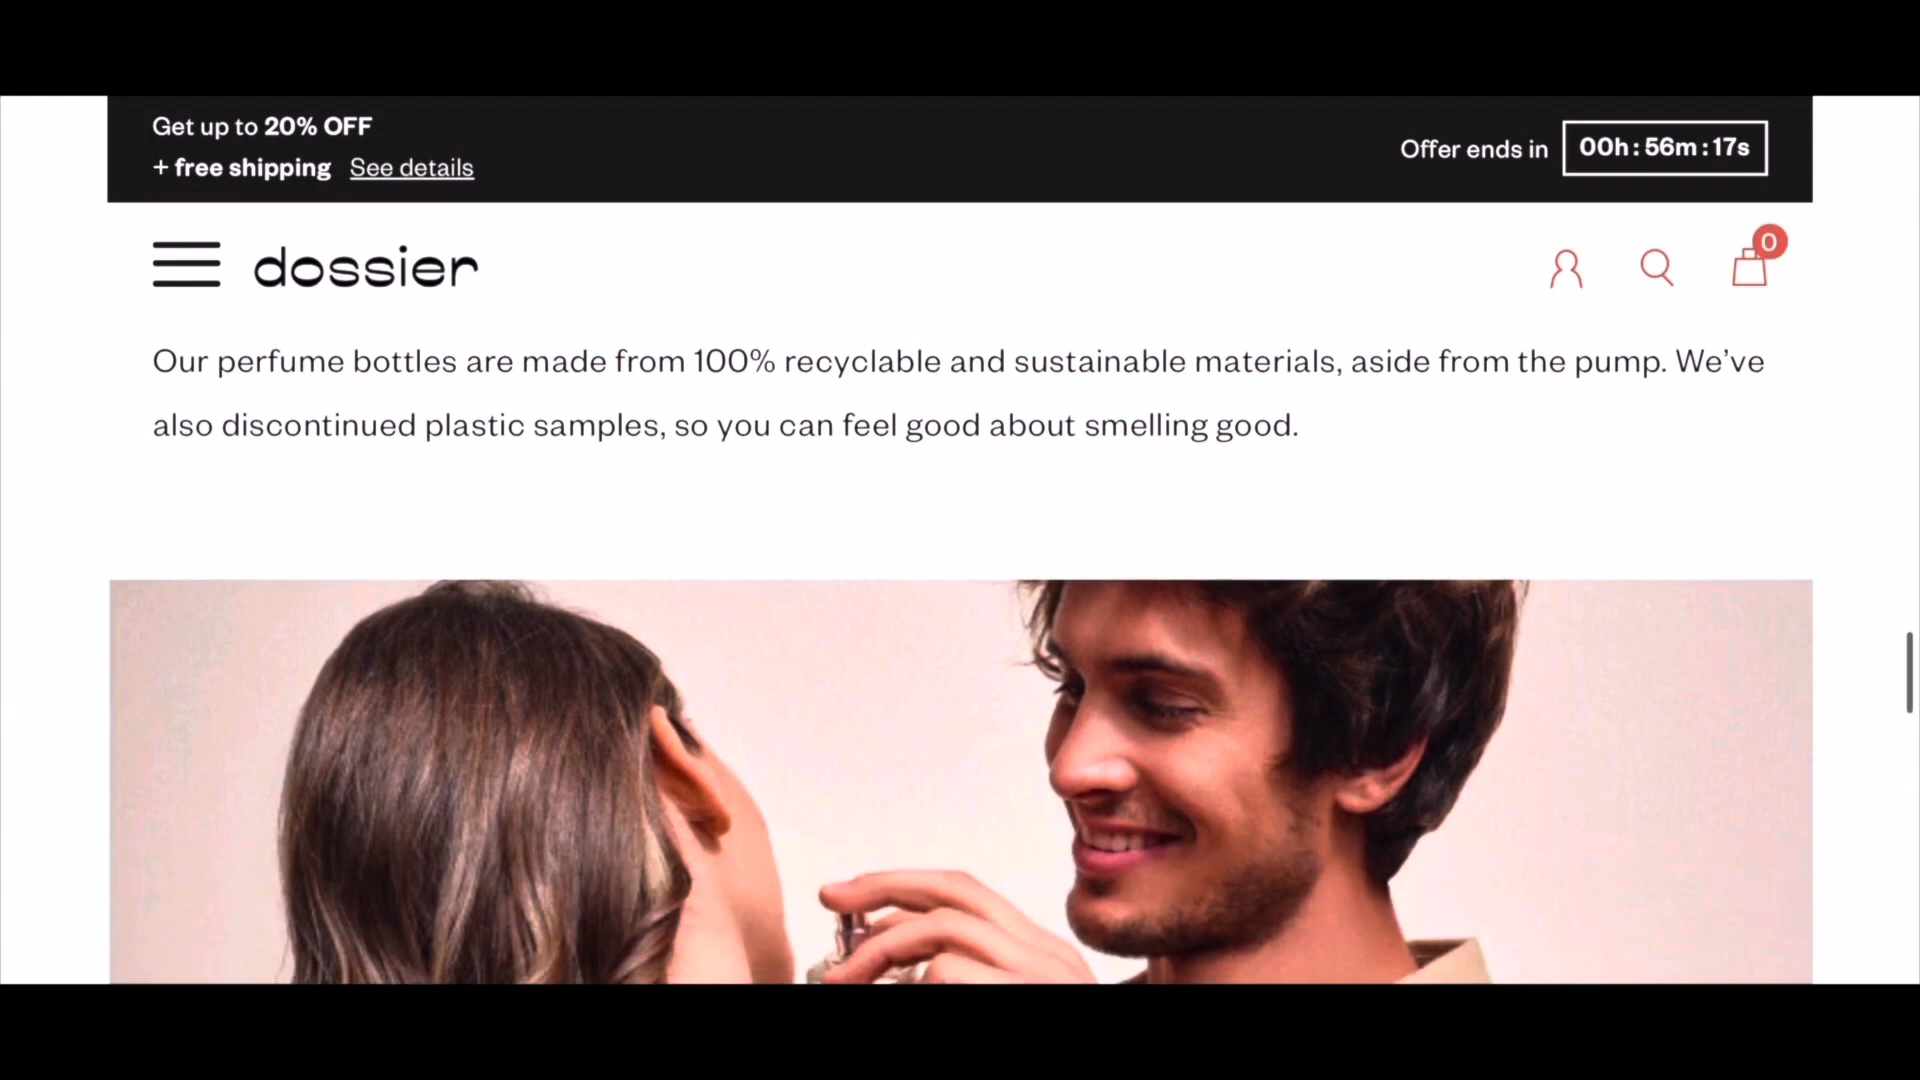 Get up to 20% OFF
+ free shipping See details
Offer ends in 00h:56m:17s
dossier
0
Our perfume bottles are made from 100% recyclable and sustainable materials, aside from the pump. We’ve
also discontinued plastic samples, so you can feel good about smelling good.